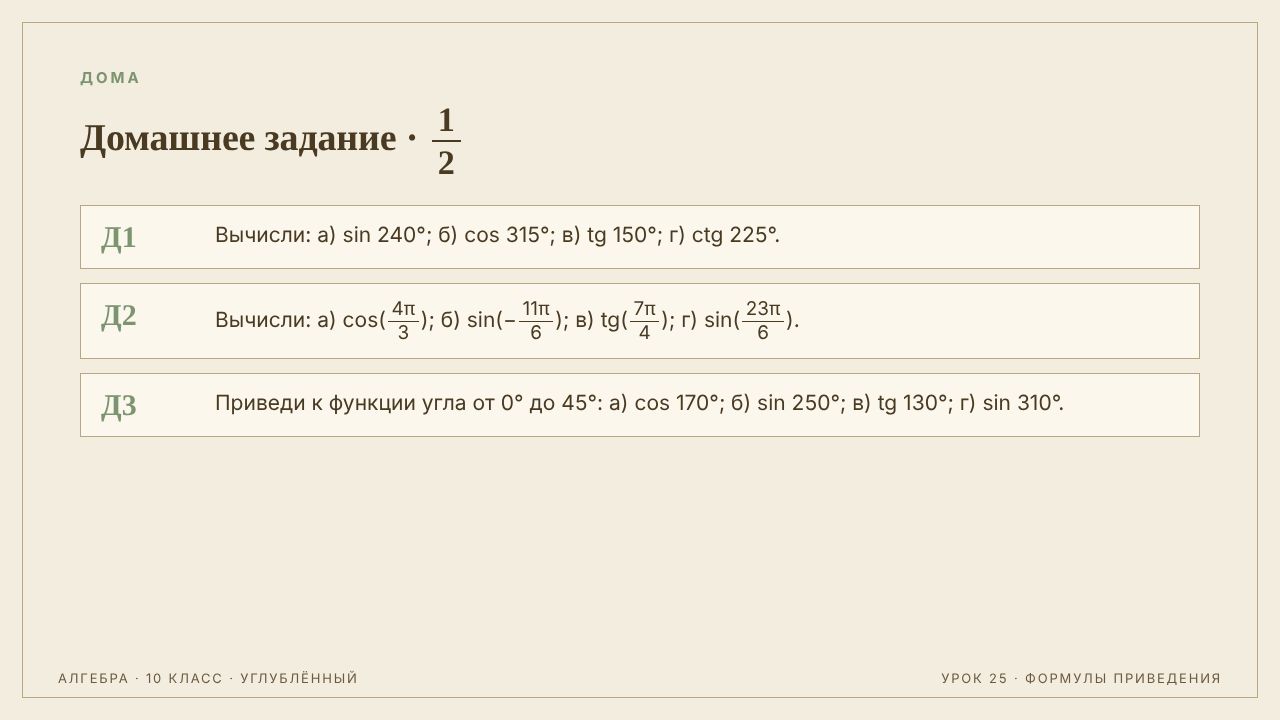 ДОМА
Домашнее задание · 1/2
Д1 Вычисли: а) sin 240°; б) cos 315°; в) tg 150°; г) ctg 225°.
Д2 Вычисли: а) cos(4π/3); б) sin(−11π/6); в) tg(7π/4); г) sin(23π/6).
Д3 Приведи к функции угла от 0° до 45°: а) cos 170°; б) sin 250°; в) tg 130°; г) sin 310°.
АЛГЕБРА · 10 КЛАСС · УГЛУБЛЁННЫЙ
УРОК 25 · ФОРМУЛЫ ПРИВЕДЕНИЯ